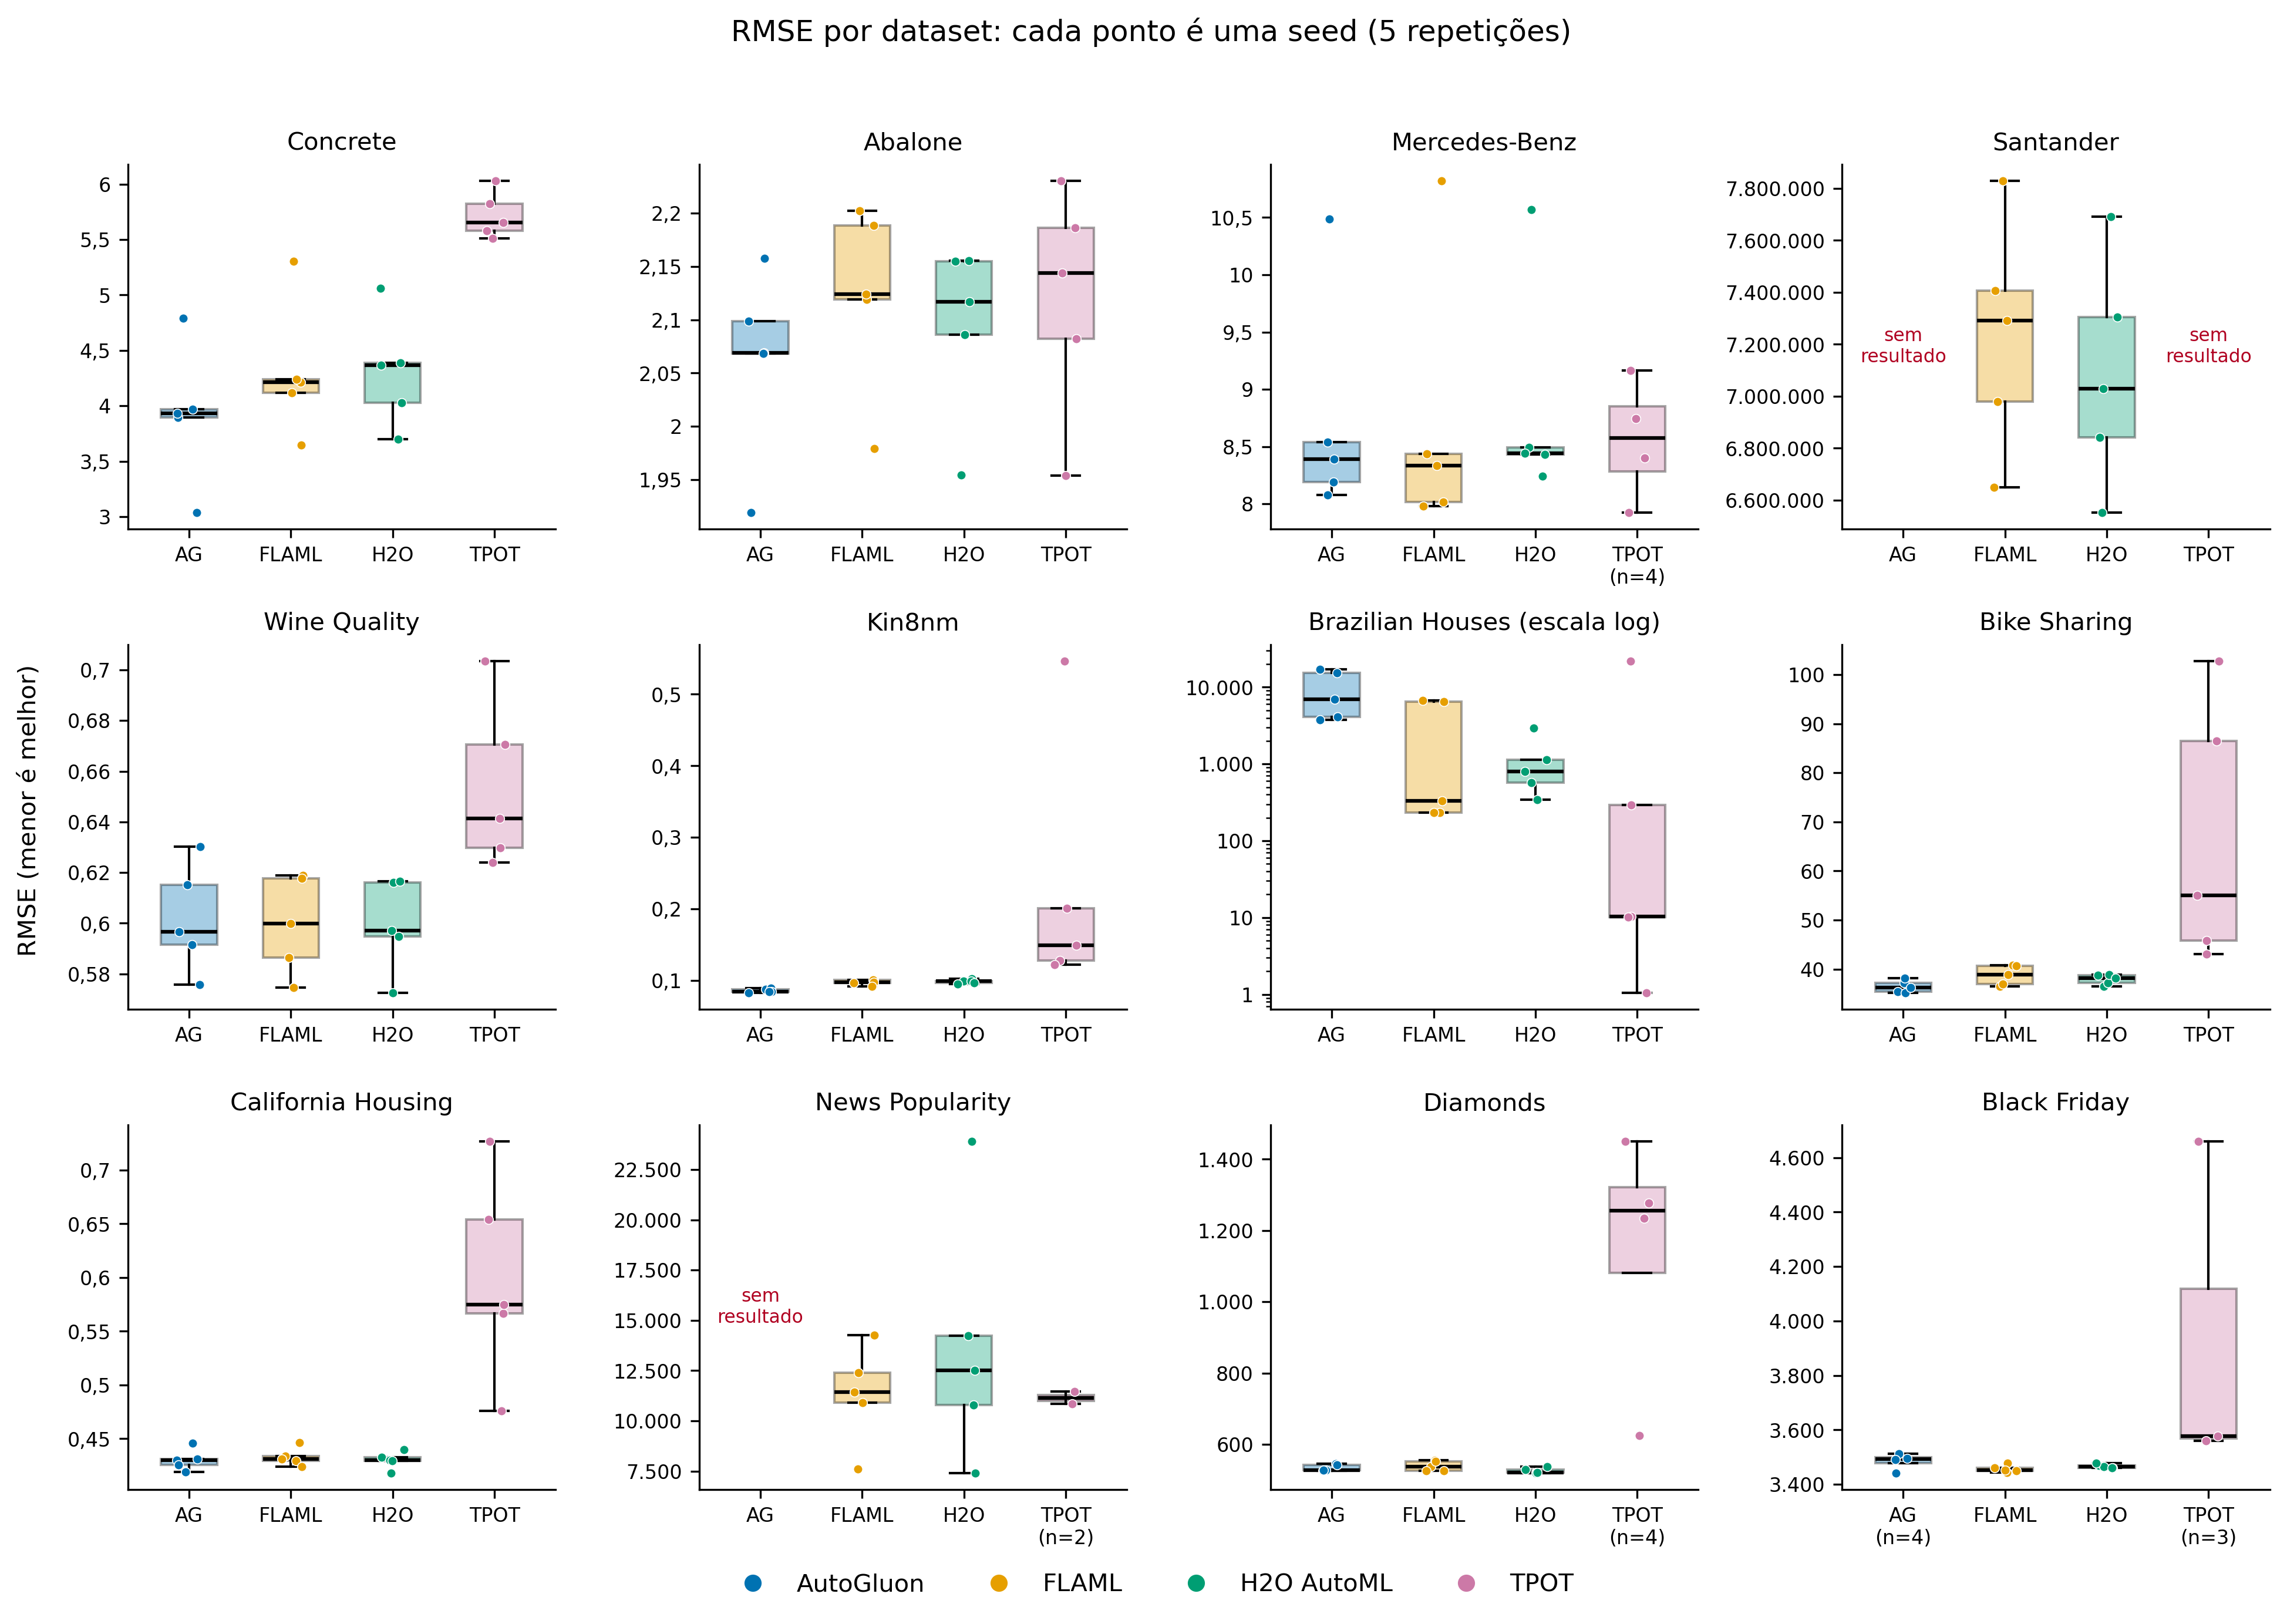 RMSE por dataset: cada ponto é uma seed (5 repetições)
RMSE (menor é melhor)
Concrete
6
5,5
5
4,5
4
3,5
3
AG FLAML H2O TPOT
Abalone
2,2
2,15
2,1
2,05
2
1,95
AG FLAML H2O TPOT
(n=4)
Mercedes-Benz
10,5
10
9,5
9
8,5
8
AG FLAML H2O TPOT
Santander
7.800.000
7.600.000
7.400.000
7.200.000
7.000.000
6.800.000
6.600.000
sem
resultado
sem
resultado
AG FLAML H2O TPOT
Wine Quality
0,7
0,68
0,66
0,64
0,62
0,6
0,58
AG FLAML H2O TPOT
Kin8nm
0,5
0,4
0,3
0,2
0,1
AG FLAML H2O TPOT
Brazilian Houses (escala log)
10.000
1.000
100
10
1
AG FLAML H2O TPOT
Bike Sharing
100
90
80
70
60
50
40
AG FLAML H2O TPOT
California Housing
0,7
0,65
0,6
0,55
0,5
0,45
AG FLAML H2O TPOT
News Popularity
22.500
20.000
17.500
15.000
12.500
10.000
7.500
sem
resultado
AG FLAML H2O TPOT
(n=2)
Diamonds
1.400
1.200
1.000
800
600
AG FLAML H2O TPOT
(n=4)
Black Friday
4.600
4.400
4.200
4.000
3.800
3.600
3.400
AG FLAML H2O TPOT
(n=4) (n=3)
AutoGluon FLAML H2O AutoML TPOT